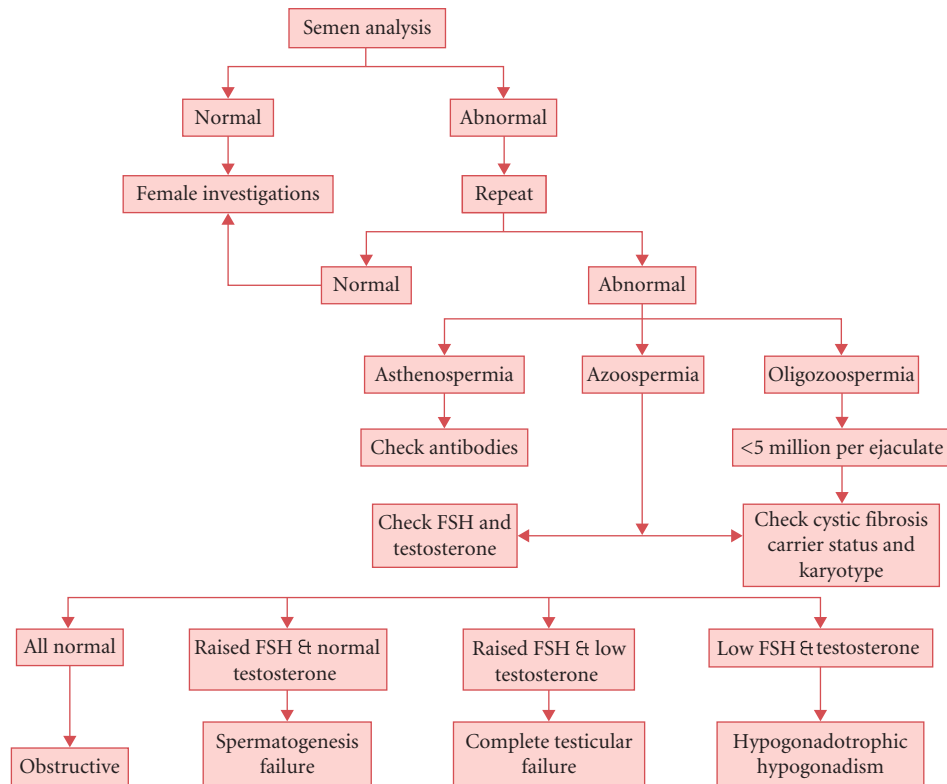 Semen analysis
Normal
Abnormal
Female investigations
Repeat
Normal
Abnormal
Asthenospermia
Azoospermia
Oligozoospermia
Check antibodies
<5 million per ejaculate
Check FSH and
testosterone
Check cystic fibrosis
carrier status and
karyotype
All normal
Raised FSH & normal
testosterone
Raised FSH & low
testosterone
Low FSH & testosterone
Obstructive
Spermatogenesis
failure
Complete testicular
failure
Hypogonadotrophic
hypogonadism